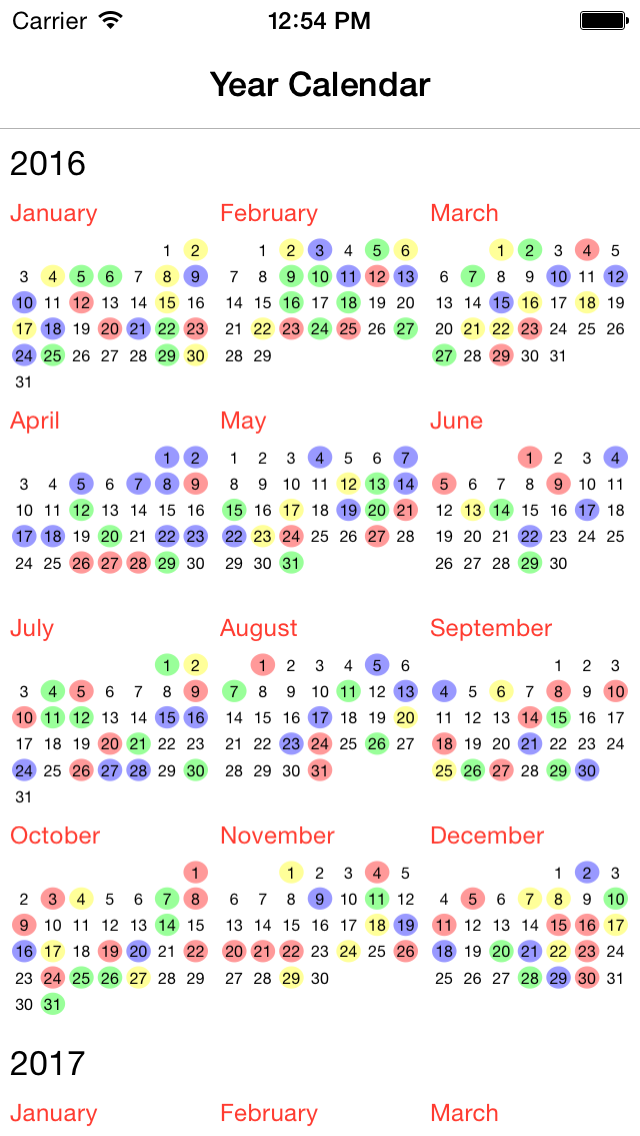 Carrier 12:54 PM
Year Calendar
2016
January February March
1 2 1 2 3 4 5 6 1 2 3 4 5
3 4 5 6 7 8 9 7 8 9 10 11 12 13 6 7 8 9 10 11 12
10 11 12 13 14 15 16 14 15 16 17 18 19 20 13 14 15 16 17 18 19
17 18 19 20 21 22 23 21 22 23 24 25 26 27 20 21 22 23 24 25 26
24 25 26 27 28 29 30 28 29 27 28 29 30 31
31
April May June
1 2 1 2 3 4 5 6 7 1 2 3 4
3 4 5 6 7 8 9 8 9 10 11 12 13 14 5 6 7 8 9 10 11
10 11 12 13 14 15 16 15 16 17 18 19 20 21 12 13 14 15 16 17 18
17 18 19 20 21 22 23 22 23 24 25 26 27 28 19 20 21 22 23 24 25
24 25 26 27 28 29 30 29 30 31 26 27 28 29 30
July August September
1 2 1 2 3 4 5 6 1 2 3
3 4 5 6 7 8 9 7 8 9 10 11 12 13 4 5 6 7 8 9 10
10 11 12 13 14 15 16 14 15 16 17 18 19 20 11 12 13 14 15 16 17
17 18 19 20 21 22 23 21 22 23 24 25 26 27 18 19 20 21 22 23 24
24 25 26 27 28 29 30 28 29 30 31 25 26 27 28 29 30
31
October November December
1 1 2 3 4 5 1 2 3
2 3 4 5 6 7 8 6 7 8 9 10 11 12 4 5 6 7 8 9 10
9 10 11 12 13 14 15 13 14 15 16 17 18 19 11 12 13 14 15 16 17
16 17 18 19 20 21 22 20 21 22 23 24 25 26 18 19 20 21 22 23 24
23 24 25 26 27 28 29 27 28 29 30 25 26 27 28 29 30 31
30 31
2017
January February March